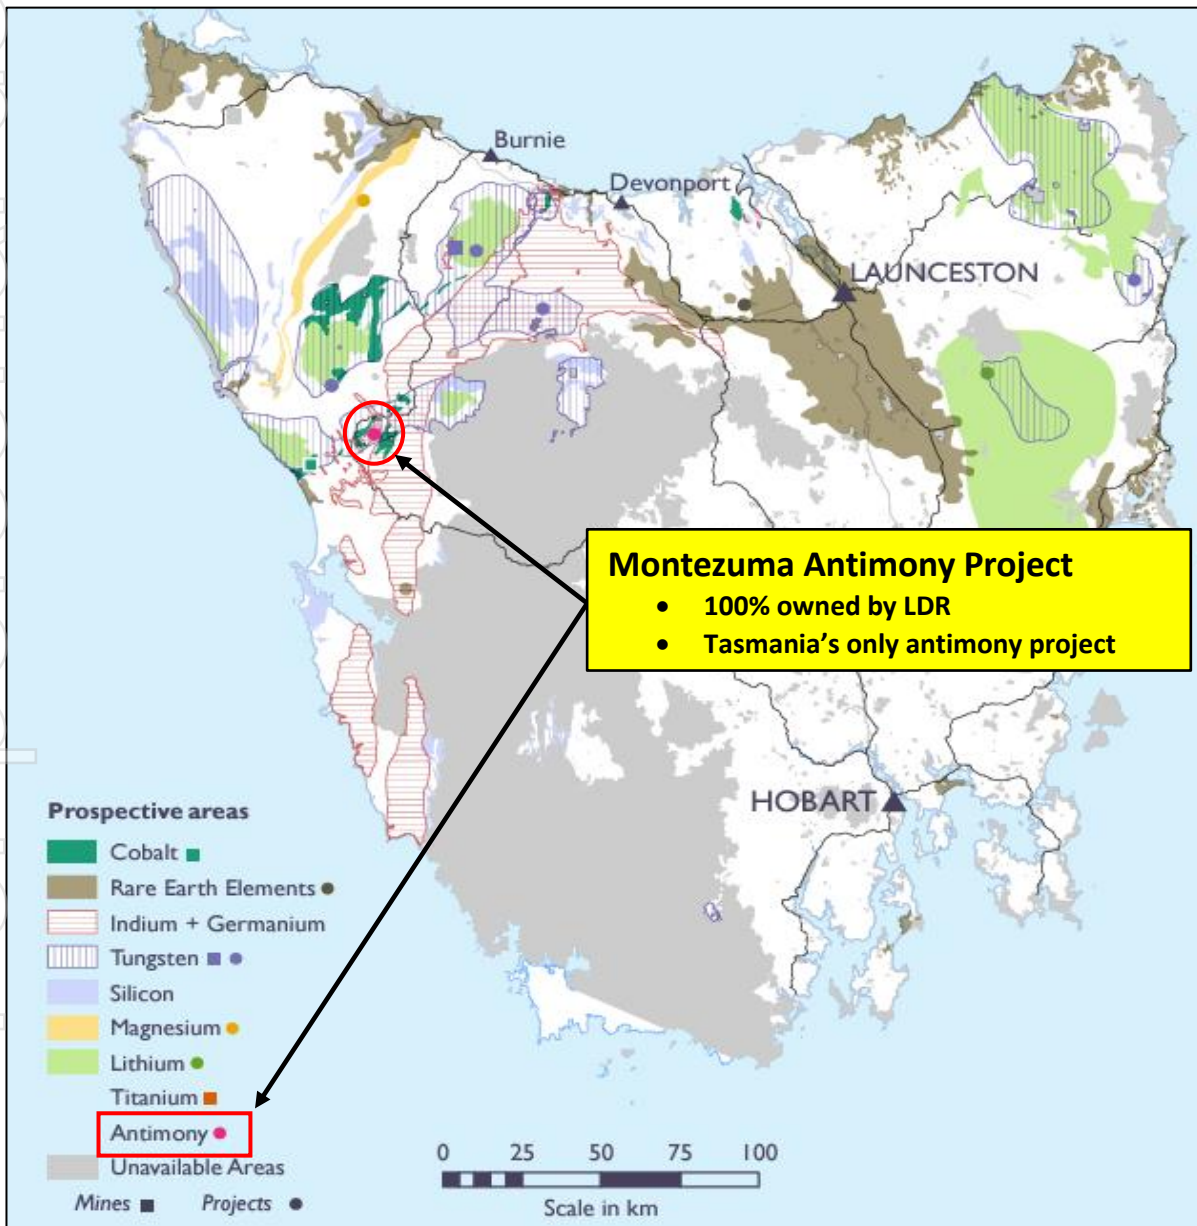 Burnie
Devonport
LAUNCESTON
Montezuma Antimony Project
• 100% owned by LDR
• Tasmania's only antimony project
HOBART
Prospective areas
Cobalt
Rare Earth Elements
Indium + Germanium
Tungsten
Silicon
Magnesium
Lithium
Titanium
Antimony
Unavailable Areas
Mines Projects
0 25 50 75 100
Scale in km